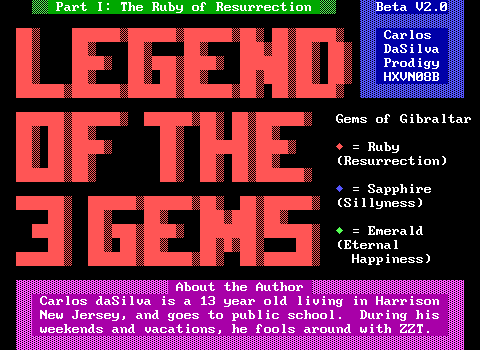 Part I: The Ruby of Resurrection
Beta V2.0
Carlos
DaSilva
Prodigy
HXVN08B
LEGEND
OF THE
3 GEMS
Gems of Gibraltar
♦ = Ruby
(Resurrection)
♦ = Sapphire
(Sillyness)
♦ = Emerald
(Eternal
Happiness)
About the Author
Carlos daSilva is a 13 year old living in Harrison
New Jersey, and goes to public school. During his
weekends and vacations, he fools around with ZZT.